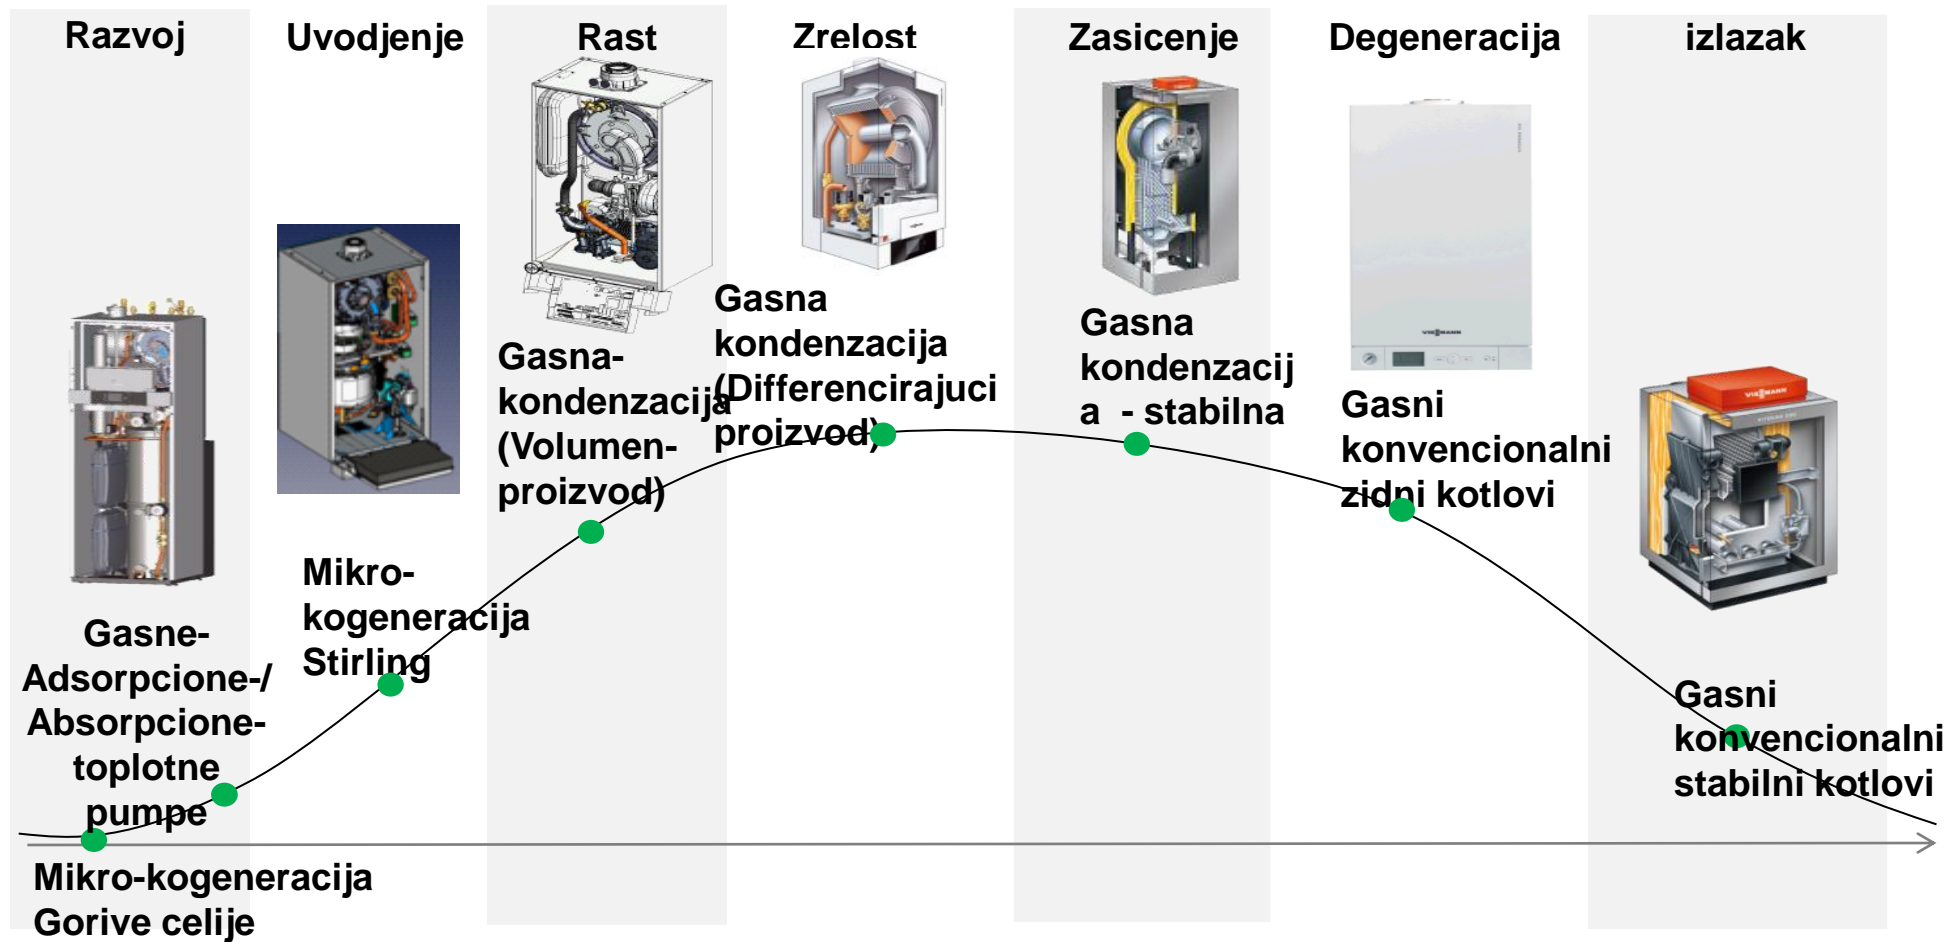 Razvoj
Uvodjenje
Rast
Zrelost
Zasicenje
Degeneracija
izlazak
Gasne-
Adsorpcione-/
Absorpcione-
toplotne
pumpe
Mikro-kogeneracija
Gorive celije
Mikro-
kogeneracija
Stirling
Gasna-
kondenzacija
(Volumen-
proizvod)
Gasna
kondenzacija
(Differencirajuci
proizvod)
Gasna
kondenzacij
a - stabilna
VIESMANN
Gasni
konvencionalni
zidni kotlovi
VIESMANN
Gasni
konvencionalni
stabilni kotlovi